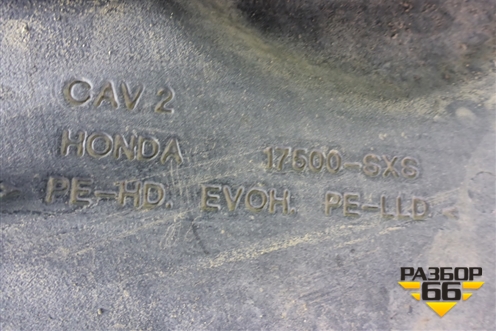 CAV 2
HONDA 17500-SXS
PE-HD. EVOH. PE-LLD
РАЗБОР
66